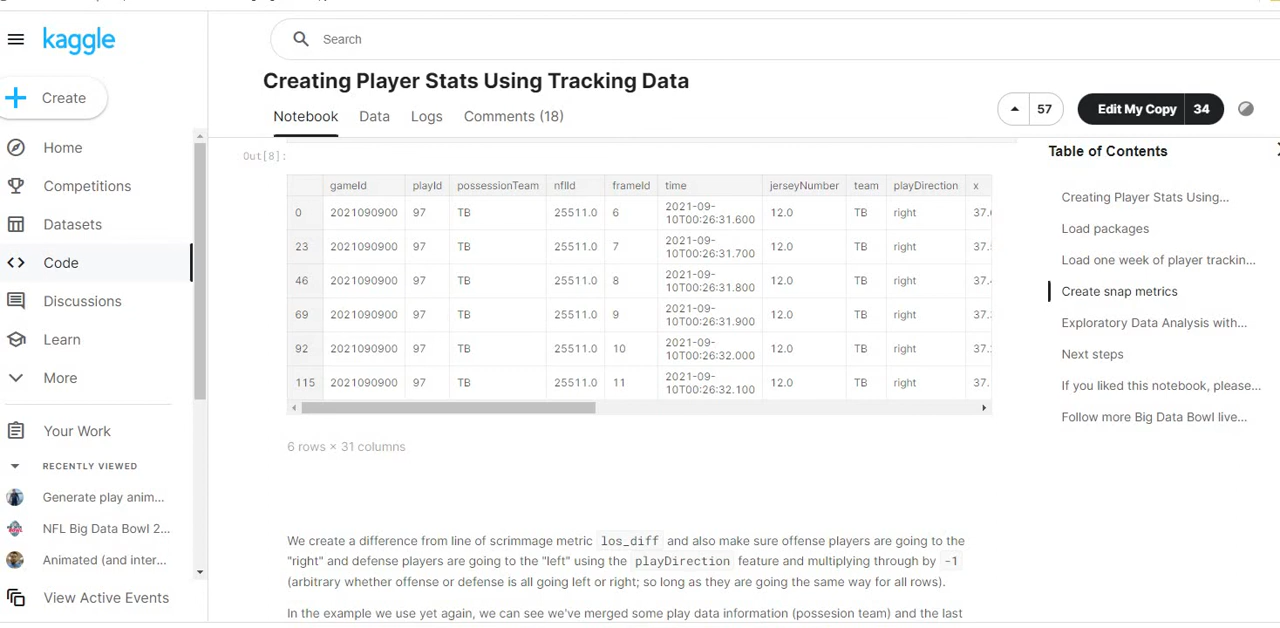 kaggle
Search
Creating Player Stats Using Tracking Data
Create
Notebook Data Logs Comments (18)
57
Edit My Copy 34
Home
Competitions
Datasets
Code
Discussions
Learn
More
Your Work
RECENTLY VIEWED
Generate play anim...
NFL Big Data Bowl 2...
Animated (and inter...
View Active Events
Out[8]:
gameId playId possessionTeam nflId frameId time jerseyNumber team playDirection x
0 2021090900 97 TB 25511.0 6 2021-09-
10T00:26:31.600 12.0 TB right 37.
23 2021090900 97 TB 25511.0 7 2021-09-
10T00:26:31.700 12.0 TB right 37.
46 2021090900 97 TB 25511.0 8 2021-09-
10T00:26:31.800 12.0 TB right 37.
69 2021090900 97 TB 25511.0 9 2021-09-
10T00:26:31.900 12.0 TB right 37.
92 2021090900 97 TB 25511.0 10 2021-09-
10T00:26:32.000 12.0 TB right 37.
115 2021090900 97 TB 25511.0 11 2021-09-
10T00:26:32.100 12.0 TB right 37.
6 rows × 31 columns
We create a difference from line of scrimmage metric los_diff and also make sure offense players are going to the
"right" and defense players are going to the "left" using the playDirection feature and multiplying through by -1
(arbitrary whether offense or defense is all going left or right; so long as they are going the same way for all rows).
In the example we use yet again, we can see we've merged some play data information (possesion team) and the last
Table of Contents
Creating Player Stats Using...
Load packages
Load one week of player trackin...
Create snap metrics
Exploratory Data Analysis with...
Next steps
If you liked this notebook, please...
Follow more Big Data Bowl live...